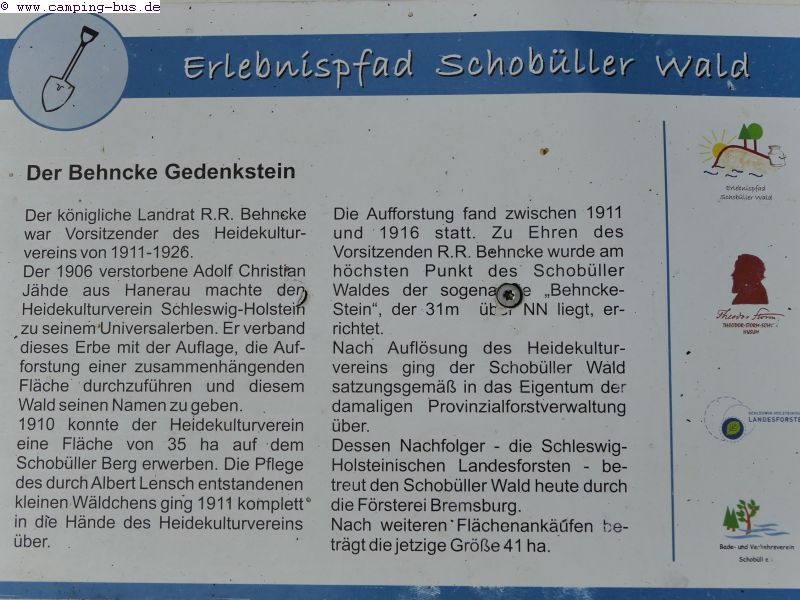 © www.camping-bus.de
Erlebnispfad Schobüller Wald
Der Behncke Gedenkstein
Der königliche Landrat R.R. Behncke
war Vorsitzender des Heidekultur-
vereins von 1911-1926.
Der 1906 verstorbene Adolf Christian
Jähde aus Hanerau machte den
Heidekulturverein Schleswig-Holstein
zu seinem Universalerben. Er verband
dieses Erbe mit der Auflage, die Auf-
forstung einer zusammenhängenden
Fläche durchzuführen und diesem
Wald seinen Namen zu geben.
1910 konnte der Heidekulturverein
eine Fläche von 35 ha auf dem
Schobüller Berg erwerben. Die Pflege
des durch Albert Lensch entstandenen
kleinen Wäldchens ging 1911 komplett
in die Hände des Heidekulturvereins
über.
Die Aufforstung fand zwischen 1911
und 1916 statt. Zu Ehren des
Vorsitzenden R.R. Behncke wurde am
höchsten Punkt des Schobüller
Waldes der „Behncke-
Stein“, der 31m über NN liegt, er-
richtet.
Nach Auflösung des Heidekultur-
vereins ging der Schobüller Wald
satzungsgemäß in das Eigentum der
damaligen Provinzialforstverwaltung
über.
Dessen Nachfolger - die Schleswig-
Holsteinischen Landesforsten - be-
treut den Schobüller Wald heute durch
die Försterei Bremsburg.
Nach weiteren Flächenankäufen be-
trägt die jetzige Größe 41 ha.
Erlebnispfad
Schobüller Wald
Theodor Storm
HUSUM
LANDESFORSTEN
Bade- und Verkehrsverein
Schobüll e.V.